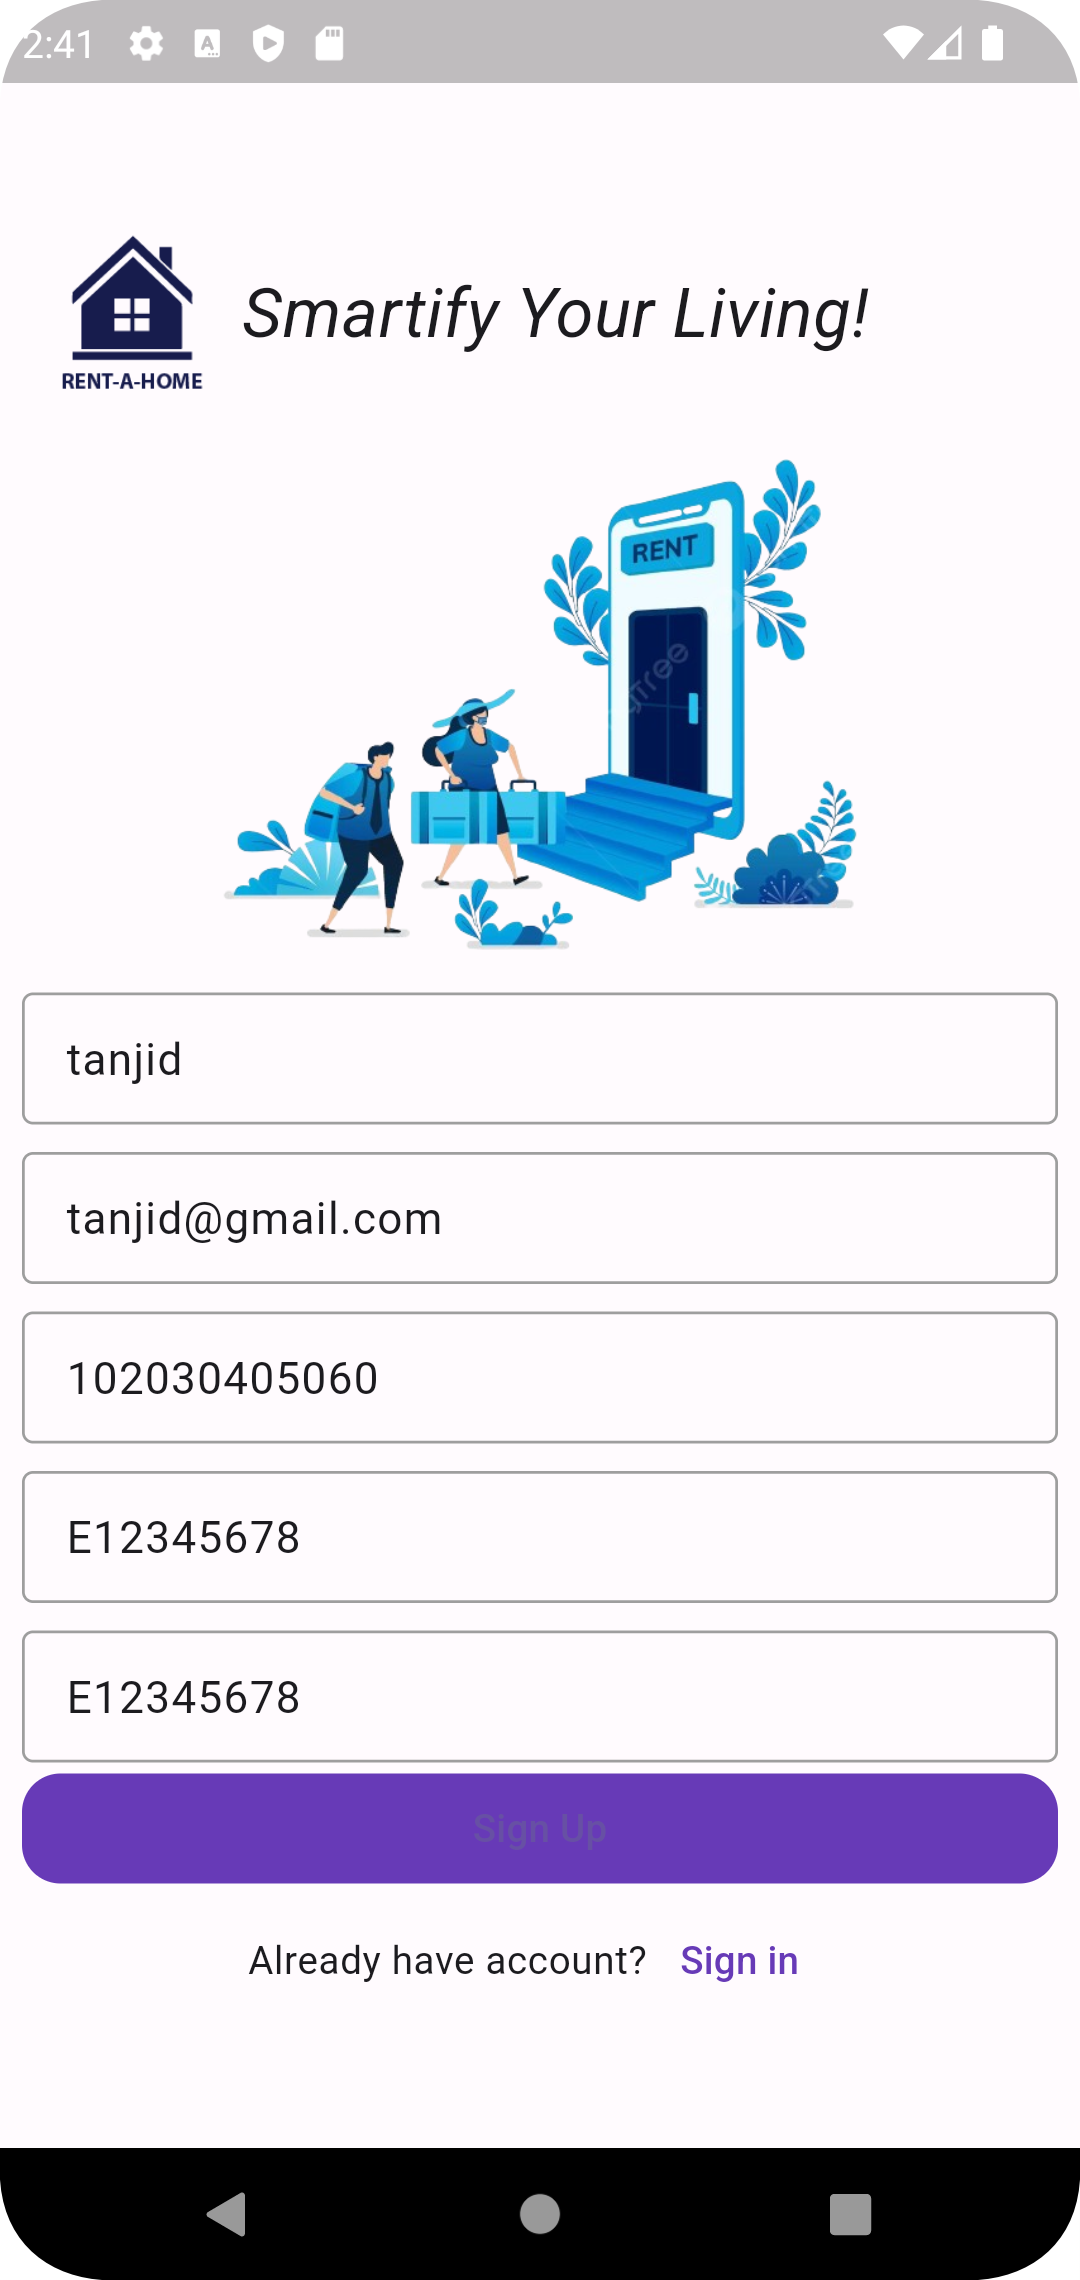 2:41
Smartify Your Living!
RENT-A-HOME
RENT
tanjid
tanjid@gmail.com
102030405060
E12345678
E12345678
Sign Up
Already have account? Sign in